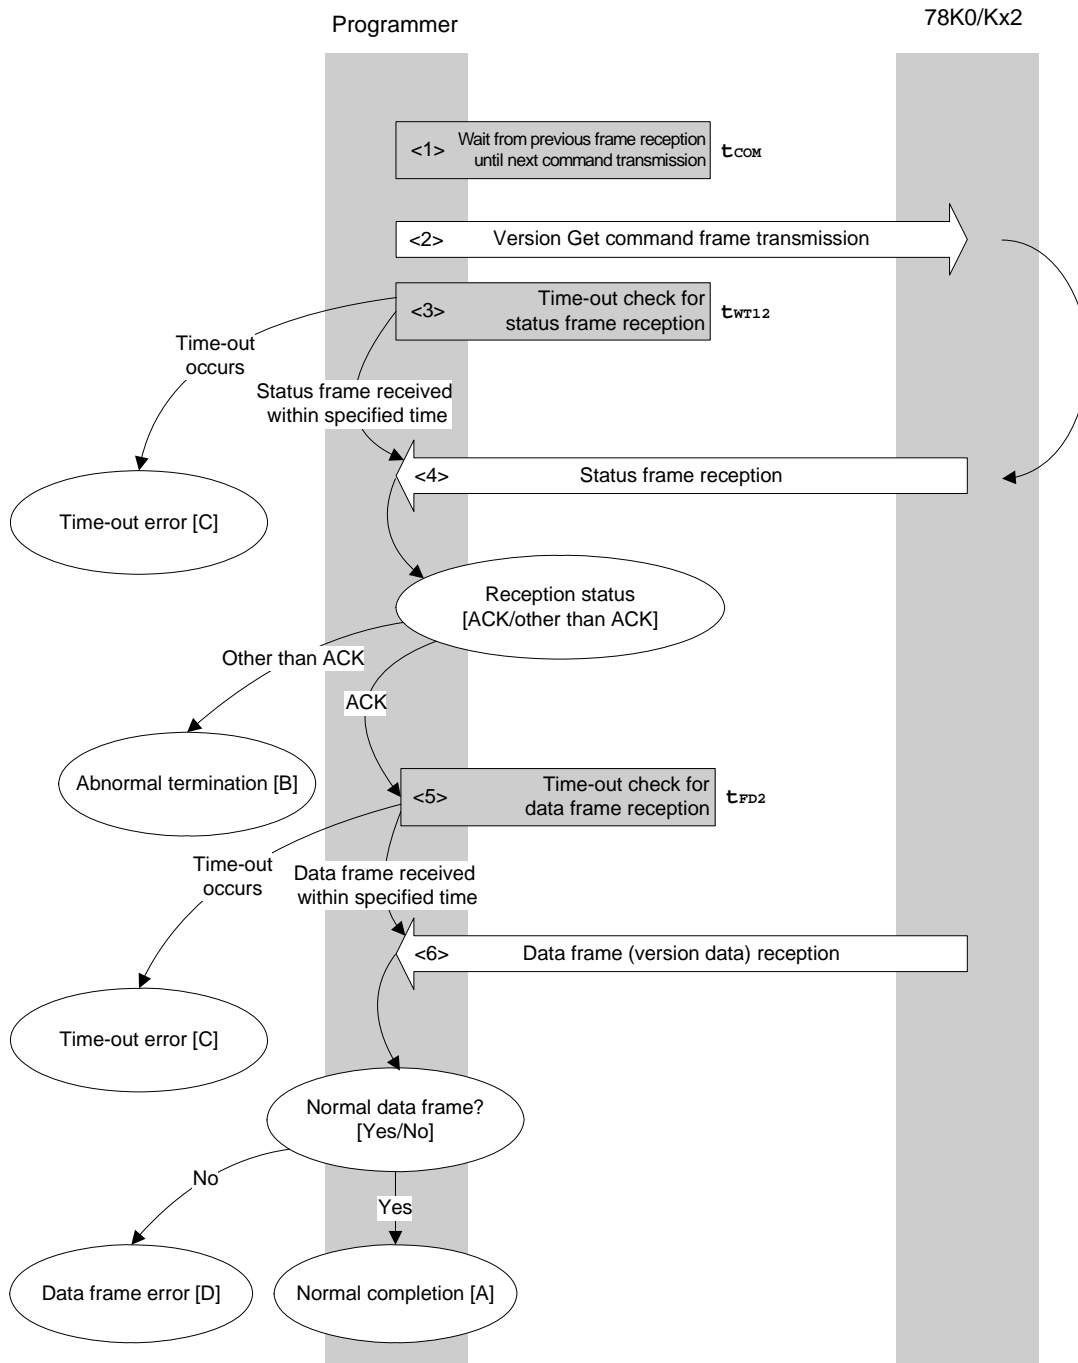 Programmer
78K0/Kx2
<1> Wait from previous frame reception
until next command transmission
tCOM
<2> Version Get command frame transmission
<3> Time-out check for
status frame reception
tWT12
Time-out
occurs
Status frame received
within specified time
<4> Status frame reception
Time-out error [C]
Reception status
[ACK/other than ACK]
Other than ACK
ACK
Abnormal termination [B]
<5> Time-out check for
data frame reception
tFD2
Time-out
occurs
Data frame received
within specified time
<6> Data frame (version data) reception
Time-out error [C]
Normal data frame?
[Yes/No]
No
Yes
Data frame error [D]
Normal completion [A]